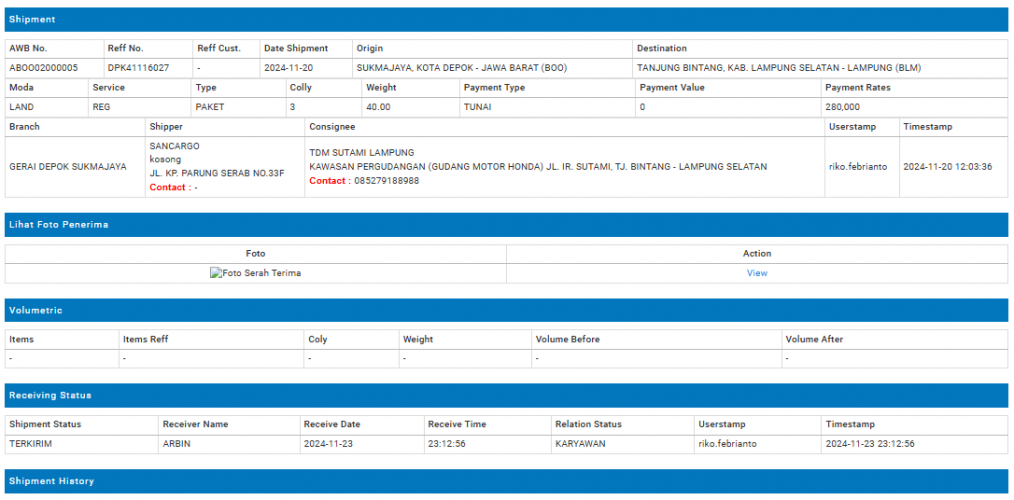 Shipment
AWB No. Reff No. Reff Cust. Date Shipment Origin Destination
ABOO02000005 DPK41116027 - 2024-11-20 SUKMAJAYA, KOTA DEPOK - JAWA BARAT (BOO) TANJUNG BINTANG, KAB. LAMPUNG SELATAN - LAMPUNG (BLM)
Moda Service Type Colly Weight Payment Type Payment Value Payment Rates
LAND REG PAKET 3 40.00 TUNAI 0 280,000
Branch Shipper Consignee Userstamp Timestamp
GERAI DEPOK SUKMAJAYA
SANCARGO
kosong
JL. KP. PARUNG SERAB NO.33F
Contact : -
TDM SUTAMI LAMPUNG
KAWASAN PERGUDANGAN (GUDANG MOTOR HONDA) JL. IR. SUTAMI, TJ. BINTANG - LAMPUNG SELATAN
Contact : 085279188988
riko.febrianto
2024-11-20 12:03:36
Lihat Foto Penerima
Foto Action
Foto Serah Terima View
Volumetric
Items Items Reff Coly Weight Volume Before Volume After
- - - - - -
Receiving Status
Shipment Status Receiver Name Receive Date Receive Time Relation Status Userstamp Timestamp
TERKIRIM ARBIN 2024-11-23 23:12:56 KARYAWAN riko.febrianto 2024-11-23 23:12:56
Shipment History